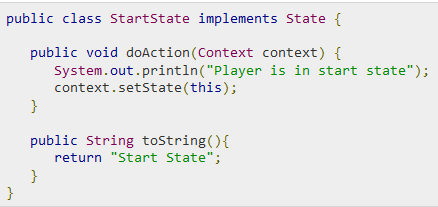 public class StartState implements State {
public void doAction(Context context) {
System.out.println("Player is in start state");
context.setState(this);
}
public String toString(){
return "Start State";
}
}